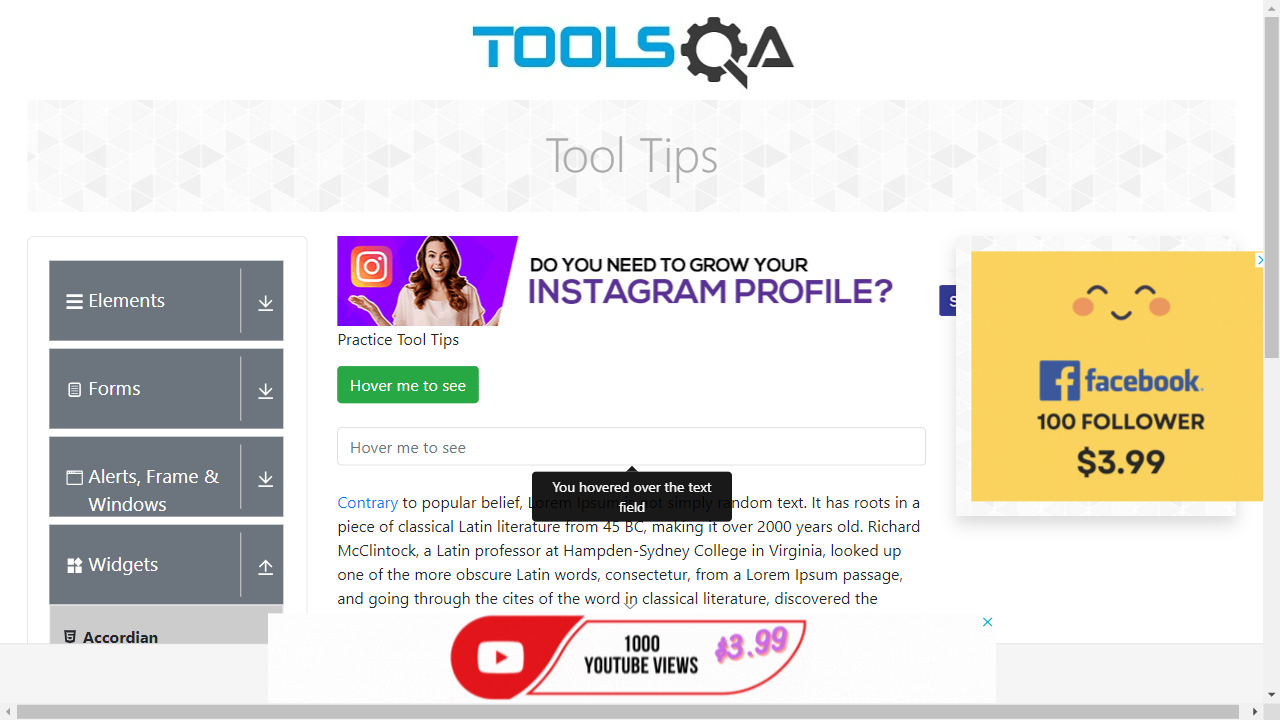 TOOLSQA
Tool Tips
Elements
Forms
Alerts, Frame &
Windows
Widgets
Accordian
DO YOU NEED TO GROW YOUR
INSTAGRAM PROFILE?
Practice Tool Tips
Hover me to see
Hover me to see
You hovered over the text
field
Contrary to popular belief, Lorem Ipsum is not simply random text. It has roots in a
piece of classical Latin literature from 45 BC, making it over 2000 years old. Richard
McClintock, a Latin professor at Hampden-Sydney College in Virginia, looked up
one of the more obscure Latin words, consectetur, from a Lorem Ipsum passage,
and going through the cites of the word in classical literature, discovered the
facebook.
100 FOLLOWER
$3.99
1000
YOUTUBE VIEWS
$3.99